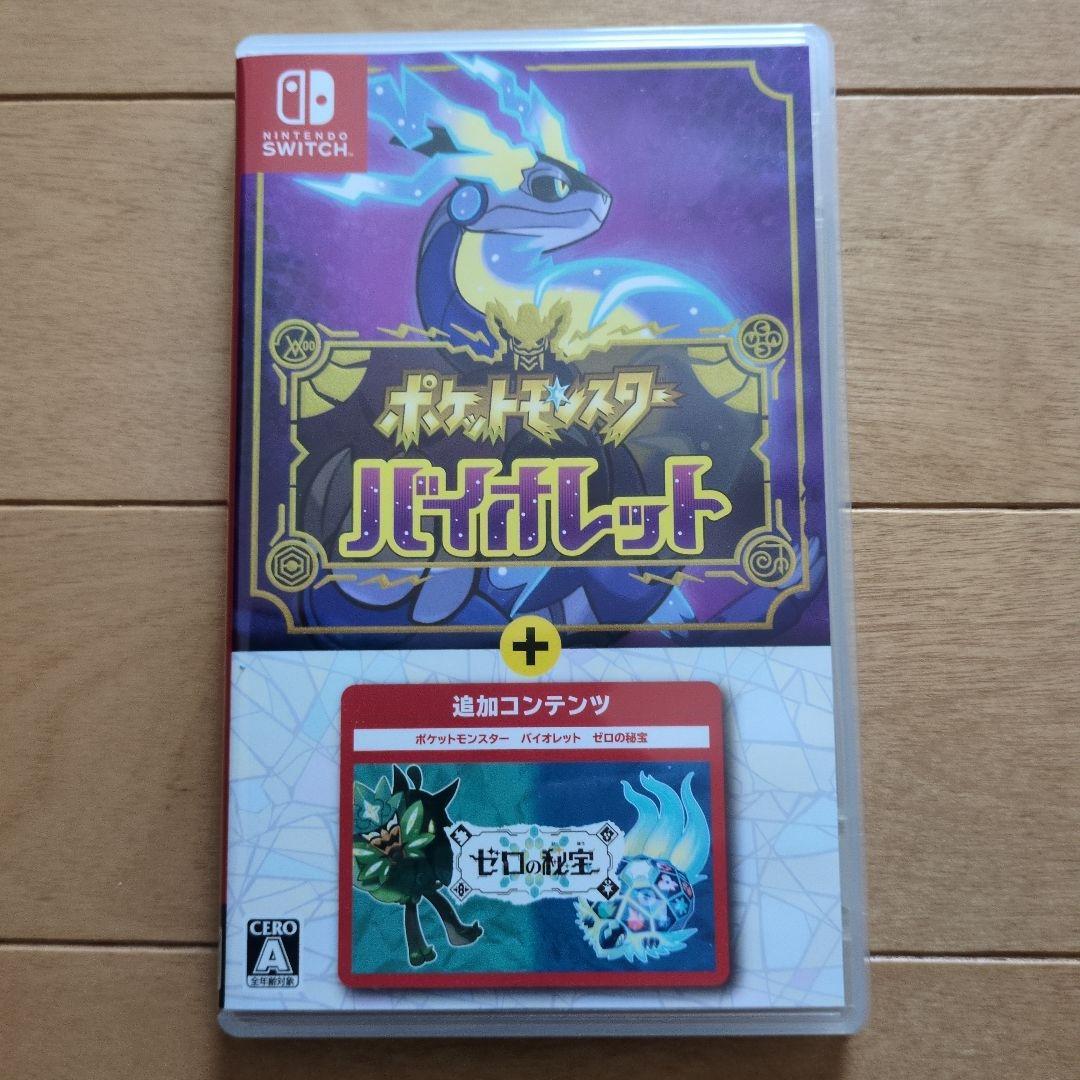 NINTENDO
SWITCH™
ポケットモンスター
バイオレット
+
追加コンテンツ
ポケットモンスター バイオレット ゼロの秘宝
ゼロの秘宝
CERO
A
全年齢対象